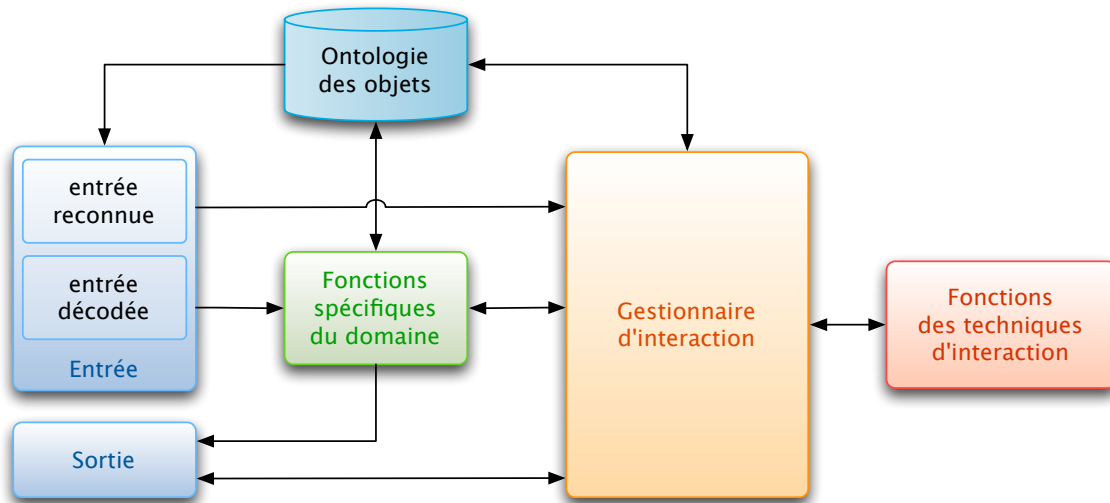 Ontologie
des objets
entrée
reconnue
entrée
décodée
Entrée
Fonctions
spécifiques
du domaine
Gestionnaire
d'interaction
Fonctions
des techniques
d'interaction
Sortie